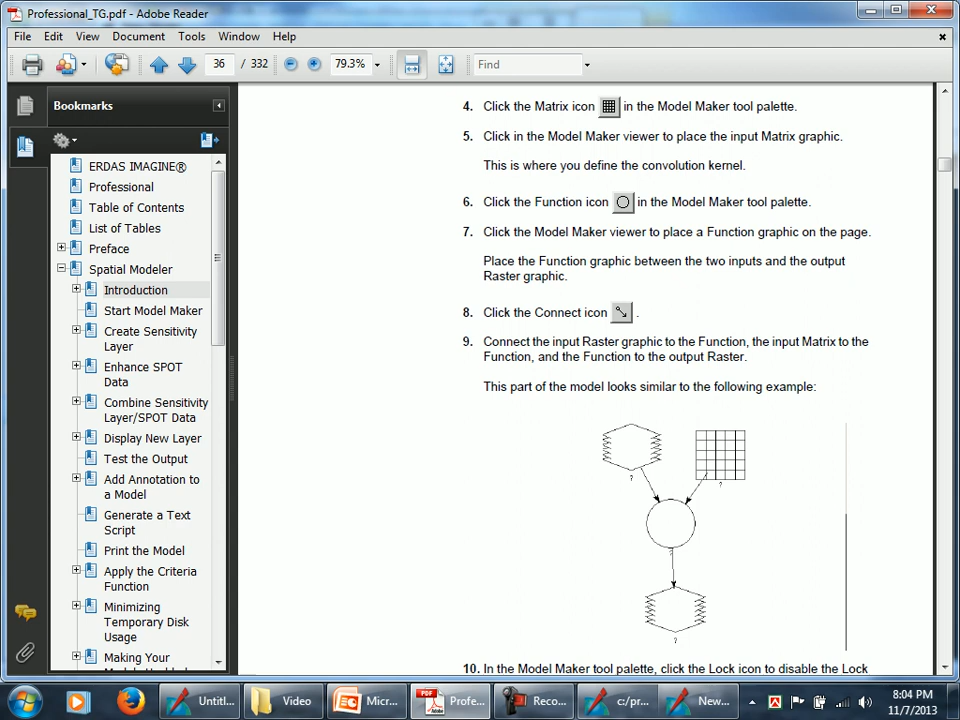 Professional_TG.pdf - Adobe Reader
File Edit View Document Tools Window Help
36 / 332 79.3% Find
Bookmarks
ERDAS IMAGINE®
Professional
Table of Contents
List of Tables
Preface
Spatial Modeler
Introduction
Start Model Maker
Create Sensitivity
Layer
Enhance SPOT
Data
Combine Sensitivity
Layer/SPOT Data
Display New Layer
Test the Output
Add Annotation to
a Model
Generate a Text
Script
Print the Model
Apply the Criteria
Function
Minimizing
Temporary Disk
Usage
Making Your
4. Click the Matrix icon in the Model Maker tool palette.
5. Click in the Model Maker viewer to place the input Matrix graphic.
This is where you define the convolution kernel.
6. Click the Function icon in the Model Maker tool palette.
7. Click the Model Maker viewer to place a Function graphic on the page.
Place the Function graphic between the two inputs and the output
Raster graphic.
8. Click the Connect icon .
9. Connect the input Raster graphic to the Function, the input Matrix to the
Function, and the Function to the output Raster.
This part of the model looks similar to the following example:
?
?
?
?
10. In the Model Maker tool palette, click the Lock icon to disable the Lock
Untitl...
Video
Micr...
PDF
Profe...
Reco...
c:/pr...
New...
8:04 PM
11/7/2013